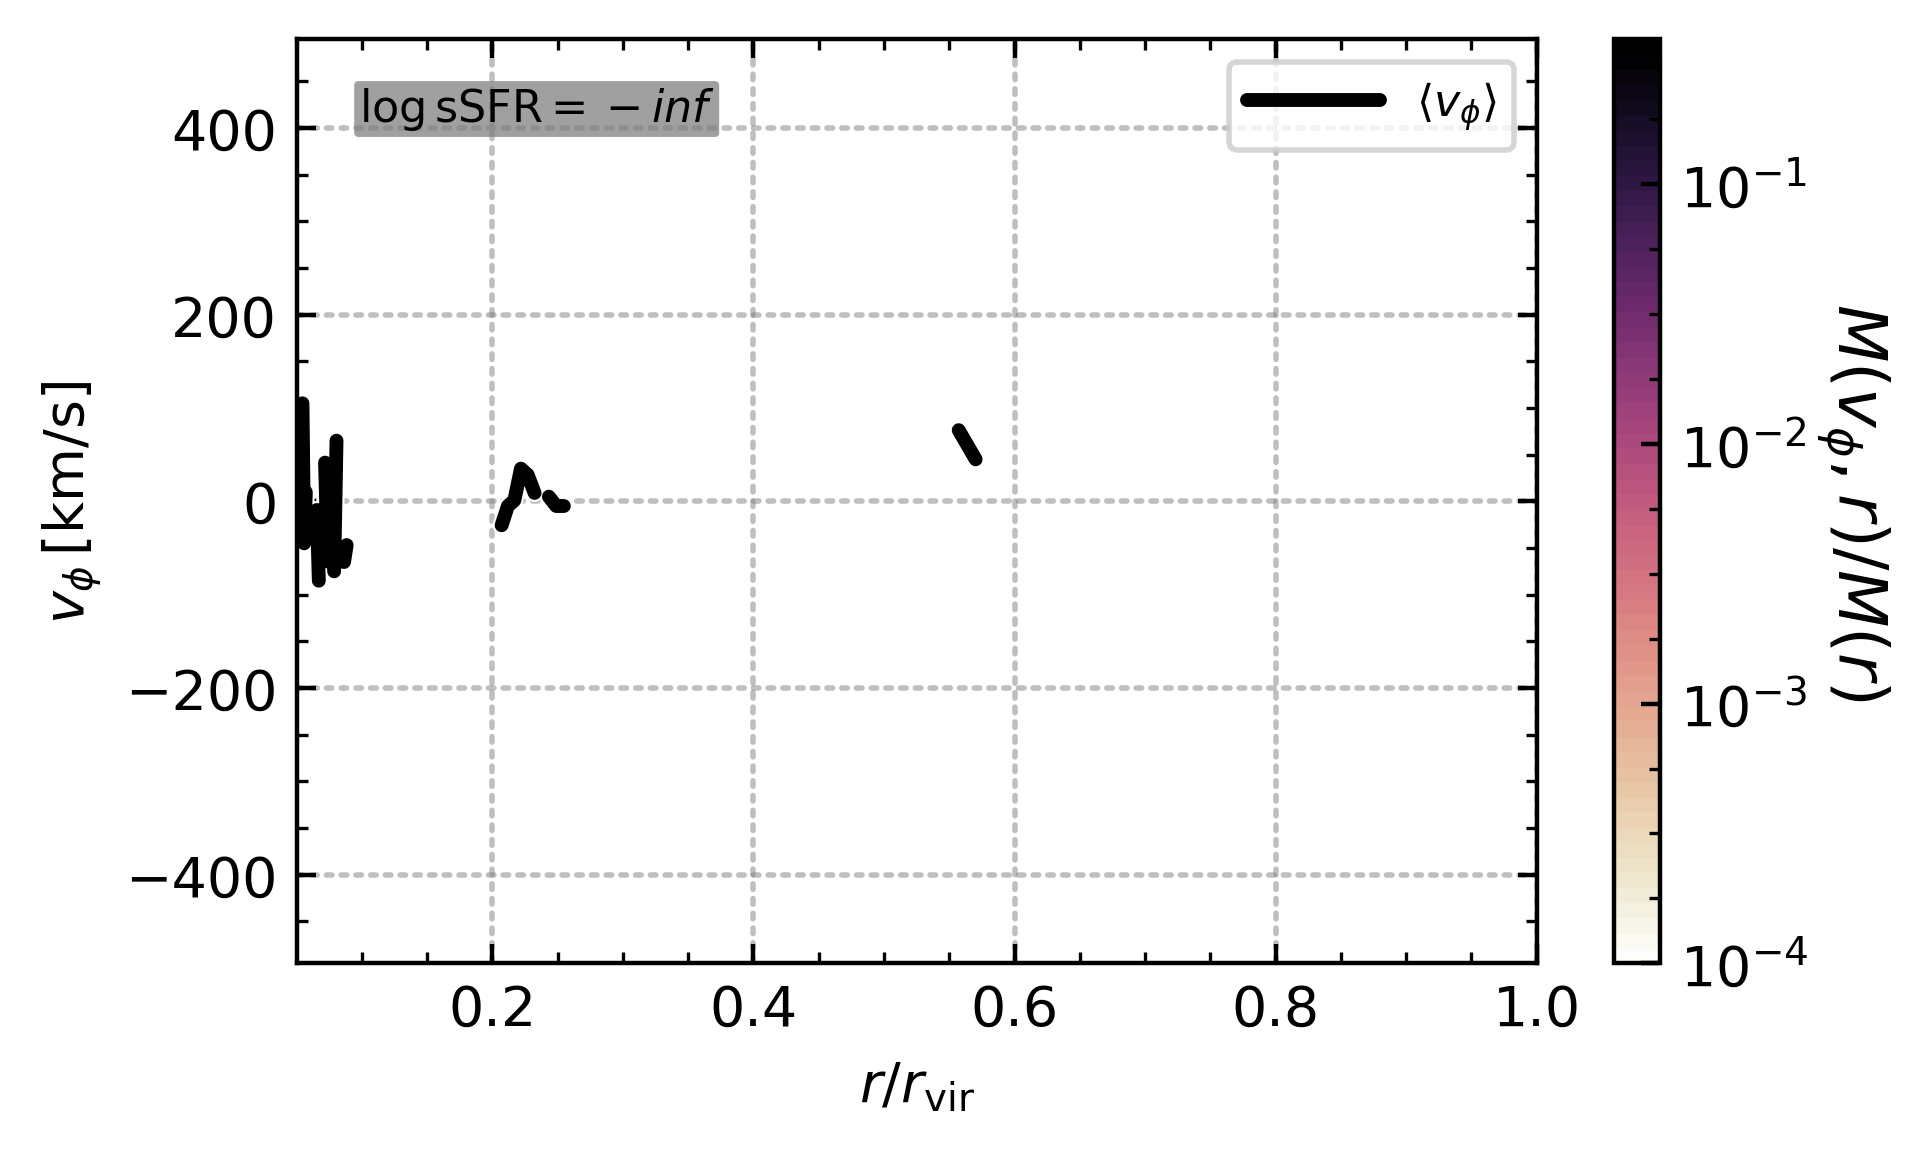 log sSFR = −inf
⟨v_ϕ⟩
400
200
0
−200
−400
v_ϕ [km/s]
0.2 0.4 0.6 0.8 1.0
r/r_vir
10⁻¹
10⁻²
10⁻³
10⁻⁴
M(v_ϕ, r)/M(r)